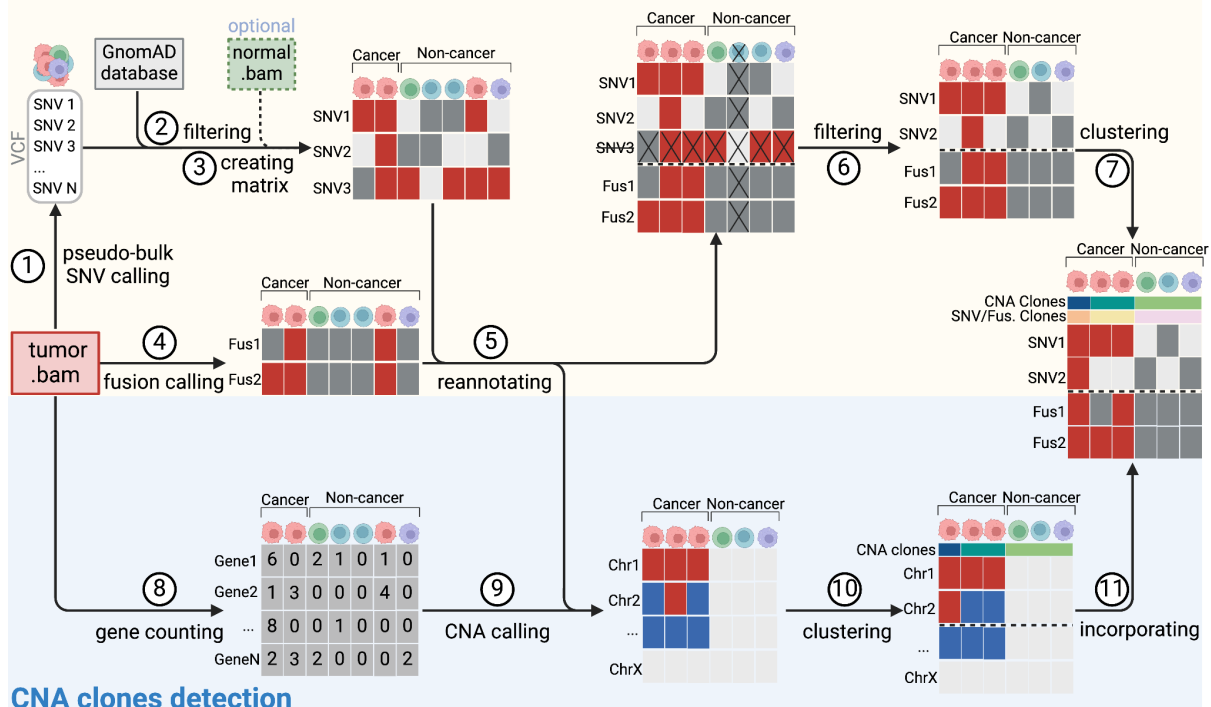 optional
GnomAD
database
normal
.bam
VCF
SNV 1
SNV 2
SNV 3
...
SNV N
2
filtering
3
creating
matrix
Cancer
Non-cancer
SNV1
SNV2
SNV3
Cancer
Non-cancer
SNV1
SNV2
SNV3
Fus1
Fus2
filtering
6
Cancer
Non-cancer
SNV1
SNV2
Fus1
Fus2
clustering
7
1
pseudo-bulk
SNV calling
tumor
.bam
4
fusion calling
Cancer
Non-cancer
Fus1
Fus2
5
reannotating
Cancer
Non-cancer
CNA Clones
SNV/Fus. Clones
SNV1
SNV2
Fus1
Fus2
8
gene counting
Cancer
Non-cancer
Gene1 6 0 2 1 0 1 0
Gene2 1 3 0 0 0 4 0
... 8 0 0 1 0 0 0
GeneN 2 3 2 0 0 0 2
9
CNA calling
Cancer
Non-cancer
Chr1
Chr2
...
ChrX
10
clustering
Cancer
Non-cancer
CNA clones
Chr1
Chr2
...
ChrX
11
incorporating
CNA clones detection